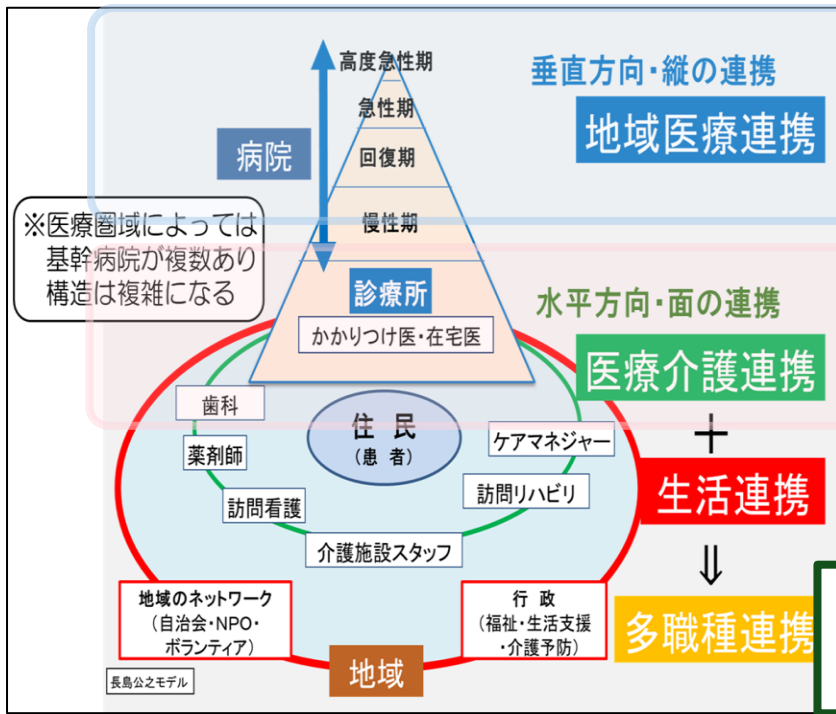 高度急性期
急性期
回復期
慢性期
病院
垂直方向・縦の連携
地域医療連携
※医療圏域によっては
基幹病院が複数あり
構造は複雑になる
診療所
かかりつけ医・在宅医
水平方向・面の連携
医療介護連携
＋
生活連携
⇓
多職種連携
歯科
薬剤師
訪問看護
介護施設スタッフ
訪問リハビリ
ケアマネジャー
住民
(患者)
地域のネットワーク
(自治会・NPO・
ボランティア)
行政
(福祉・生活支援
・介護予防)
地域
長島公之モデル